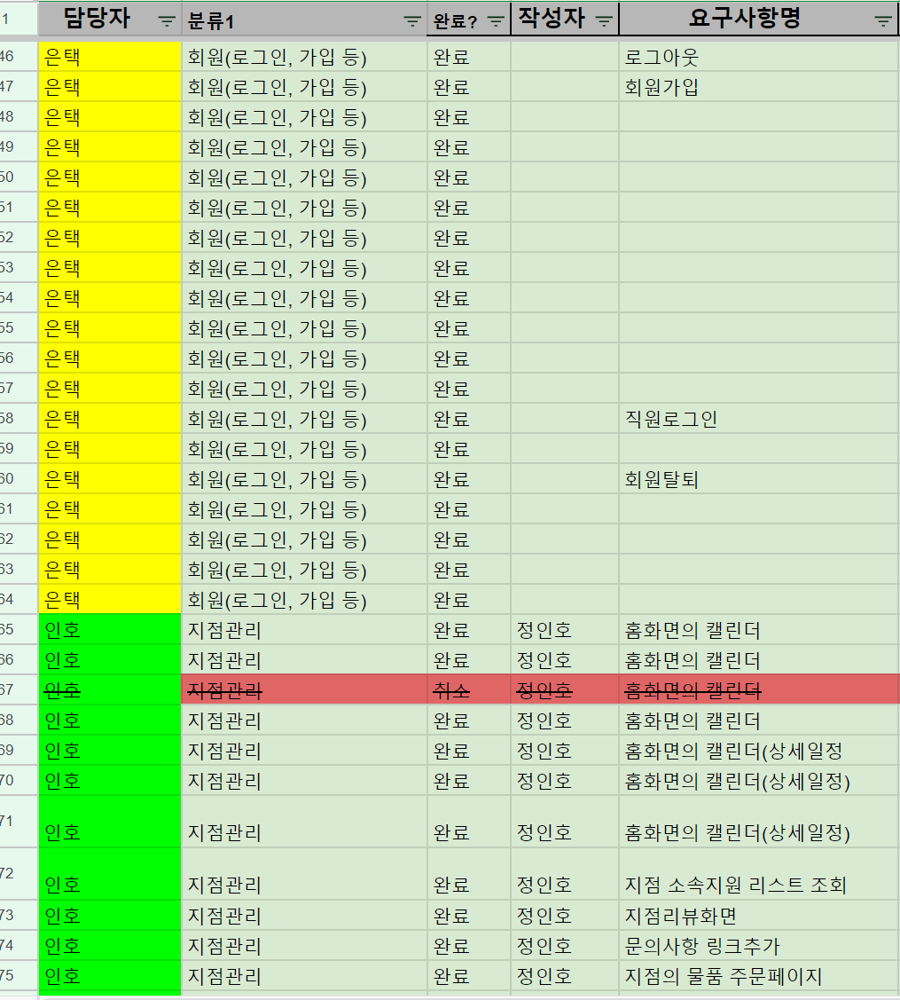 1 담당자 분류1 완료? 작성자 요구사항명
46 은택 회원(로그인, 가입 등) 완료 로그아웃
47 은택 회원(로그인, 가입 등) 완료 회원가입
48 은택 회원(로그인, 가입 등) 완료
49 은택 회원(로그인, 가입 등) 완료
50 은택 회원(로그인, 가입 등) 완료
51 은택 회원(로그인, 가입 등) 완료
52 은택 회원(로그인, 가입 등) 완료
53 은택 회원(로그인, 가입 등) 완료
54 은택 회원(로그인, 가입 등) 완료
55 은택 회원(로그인, 가입 등) 완료
56 은택 회원(로그인, 가입 등) 완료
57 은택 회원(로그인, 가입 등) 완료
58 은택 회원(로그인, 가입 등) 완료 직원로그인
59 은택 회원(로그인, 가입 등) 완료
60 은택 회원(로그인, 가입 등) 완료 회원탈퇴
61 은택 회원(로그인, 가입 등) 완료
62 은택 회원(로그인, 가입 등) 완료
63 은택 회원(로그인, 가입 등) 완료
64 은택 회원(로그인, 가입 등) 완료
65 인호 지점관리 완료 정인호 홈화면의 캘린더
66 인호 지점관리 완료 정인호 홈화면의 캘린더
67 인호 지점관리 취소 정인호 홈화면의 캘린더
68 인호 지점관리 완료 정인호 홈화면의 캘린더
69 인호 지점관리 완료 정인호 홈화면의 캘린더(상세일정
70 인호 지점관리 완료 정인호 홈화면의 캘린더(상세일정)
71 인호 지점관리 완료 정인호 홈화면의 캘린더(상세일정)
72 인호 지점관리 완료 정인호 지점 소속지원 리스트 조회
73 인호 지점관리 완료 정인호 지점리뷰화면
74 인호 지점관리 완료 정인호 문의사항 링크추가
75 인호 지점관리 완료 정인호 지점의 물품 주문페이지